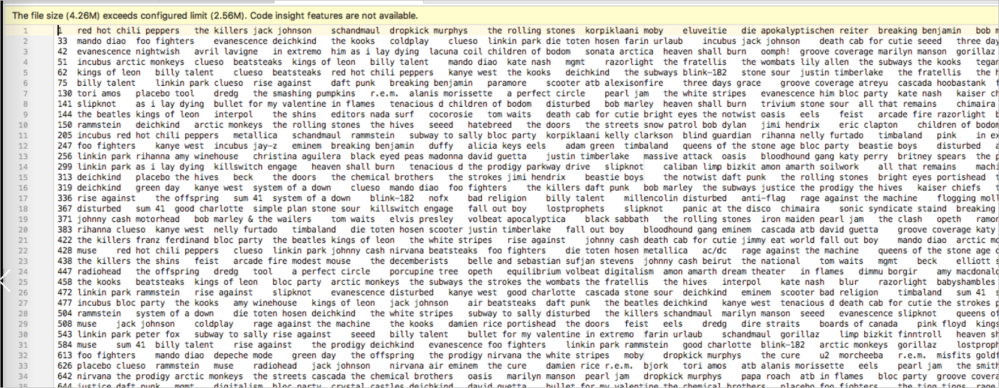 The file size (4.26M) exceeds configured limit (2.56M). Code insight features are not available.
1 1 red hot chili peppers the killers jack johnson schandmaul dropkick murphys the rolling stones korpiklaani moby eluveitie die apokalyptischen reiter breaking benjamin bob
2 33 mando diao foo fighters evanescence deichkind the kooks coldplay clueso linkin park die toten hosen farin urlaub incubus jack johnson death cab for cutie seeed three day
3 42 evanescence nightwish avril lavigne in extremo him as i lay dying lacuna coil children of bodom sonata arctica heaven shall burn oomph! groove coverage marilyn manson gorillaz
4 51 incubus arctic monkeys clueso beatsteaks kings of leon billy talent mando diao kate nash mgmt razorlight the fratellis the wombats lily allen the subways the kooks tegan
5 62 kings of leon billy talent clueso beatsteaks red hot chili peppers kanye west the kooks deichkind the subways blink-182 stone sour justin timberlake the fratellis the h
6 75 billy talent linkin park clueso rise against daft punk breaking benjamin paramore scooter atb alexisonfire three days grace groove coverage atreyu cascada hoobastank f
7 130 tori amos placebo tool dredg the smashing pumpkins r.e.m. alanis morissette a perfect circle pearl jam the white stripes evanescence him bloc party kate nash kaiser ch
8 141 slipknot as i lay dying bullet for my valentine in flames tenacious d children of bodom disturbed bob marley heaven shall burn trivium stone sour all that remains chimaira
9 144 the beatles kings of leon interpol the shins editors nada surf cocorosie tom waits death cab for cutie bright eyes the notwist oasis eels feist arcade fire razorlight b
10 150 rammstein deichkind arctic monkeys the rolling stones the hives seeed hatebreed the doors the streets snow patrol bob dylan jimi hendrix eric clapton children of bodom
11 205 incubus red hot chili peppers metallica schandmaul rammstein subway to sally bloc party korpiklaani kelly clarkson blind guardian rihanna nelly furtado timbaland pink in ex
12 247 foo fighters kanye west incubus jay-z eminem breaking benjamin duffy alicia keys eels adam green timbaland queens of the stone age bloc party beastie boys disturbed a
13 256 linkin park rihanna amy winehouse christina aguilera black eyed peas madonna david guetta justin timberlake massive attack oasis bloodhound gang katy perry britney spears the p
14 299 linkin park as i lay dying killswitch engage heaven shall burn tenacious d the prodigy parkway drive slipknot caliban limp bizkit amon amarth soilwork all that remains machi
15 313 deichkind placebo the hives beck the doors the chemical brothers the strokes jimi hendrix beastie boys the notwist daft punk the rolling stones bright eyes portishead t
16 319 deichkind green day kanye west system of a down clueso mando diao foo fighters the killers daft punk bob marley the subways justice the prodigy the hives kaiser chiefs t
17 336 rise against the offspring sum 41 system of a down blink-182 nofx bad religion billy talent millencolin disturbed anti-flag rage against the machine flogging moll
18 367 disturbed sum 41 good charlotte simple plan stone sour killswitch engage fall out boy lostprophets slipknot panic at the disco chimaira sonic syndicate staind breaking
19 371 johnny cash motorhead bob marley & the wailers tom waits elvis presley volbeat apocalyptica black sabbath the rolling stones iron maiden pearl jam the clash opeth ramon
20 383 rihanna clueso kanye west nelly furtado timbaland die toten hosen scooter justin timberlake fall out boy bloodhound gang eminem cascada atb david guetta groove coverage katy
21 422 the killers franz ferdinand bloc party the beatles kings of leon the white stripes rise against johnny cash death cab for cutie jimmy eat world fall out boy mando diao arctic mo
22 428 muse red hot chili peppers clueso linkin park johnny cash nirvana beatsteaks foo fighters die toten hosen metallica ac/dc rage against the machine queens of the stone age
23 438 the killers the shins feist arcade fire modest mouse the decemberists belle and sebastian sufjan stevens johnny cash beirut the national tom waits mgmt beck elliott s
24 447 radiohead the offspring dredg tool a perfect circle porcupine tree opeth equilibrium volbeat digitalism amon amarth dream theater in flames dimmu borgir amy macdonald
25 458 the kooks beatsteaks kings of leon bloc party arctic monkeys the subways the strokes the wombats the fratellis the hives interpol kate nash blur razorlight babyshambles
26 472 linkin park rammstein rise against slipknot evanescence disturbed kanye west good charlotte cascada stone sour deichkind eminem scooter bad religion timbaland sum 41 s
27 477 incubus bloc party the kooks amy winehouse kings of leon jack johnson air beatsteaks daft punk the beatles deichkind kanye west tenacious d death cab for cutie the strokes p
28 504 rammstein system of a down die toten hosen deichkind the white stripes subway to sally disturbed the killers schandmaul marilyn manson seeed evanescence slipknot queens of
29 508 muse jack johnson coldplay rage against the machine the kooks damien rice portishead the doors feist eels dredg dire straits boards of canada pink floyd kings
30 543 linkin park peter fox subway to sally rise against seeed billy talent bullet for my valentine in extremo farin urlaub schandmaul gorillaz limp bizkit finntroll heaven sh
31 584 muse sum 41 billy talent rise against the prodigy deichkind evanescence foo fighters linkin park rammstein good charlotte blink-182 arctic monkeys gorillaz lostproph
32 613 foo fighters mando diao depeche mode green day the offspring the prodigy nirvana the white stripes moby dropkick murphys the cure u2 morcheeba r.e.m. misfits goldf
33 626 placebo clueso rammstein muse radiohead jack johnson nirvana air eminem the cure damien rice r.e.m. bjork tori amos atb alanis morissette eels pearl jam the smith
34 642 nirvana the prodigy arctic monkeys the streets cascada the chemical brothers oasis marilyn manson pearl jam dropkick murphys papa roach atb in flames bloc party groove covera
35 644 justice daft punk mgmt digitalism bloc party crystal castles deichkind david guetta bullet for my valentine the chemical brothers placebo foo fighters the ting tings rage